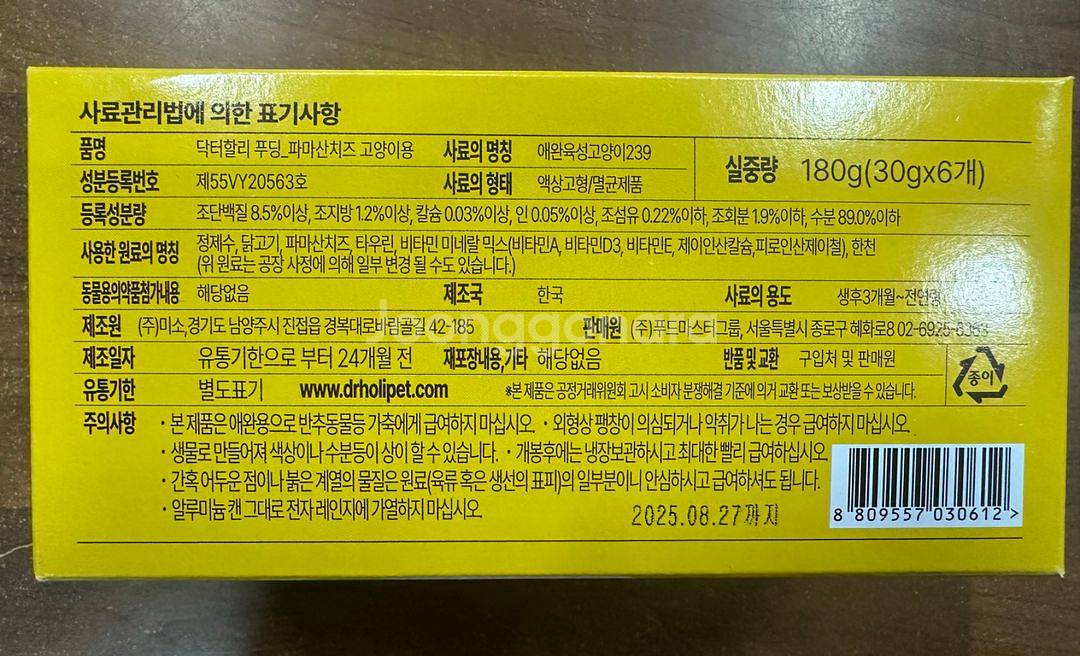 사료관리법에 의한 표기사항
품명 닥터할리 푸딩_파마산치즈 고양이용 사료의 명칭 애완육성고양이239
실중량 180g(30gx6개)
성분등록번호 제55VY20563호 사료의 형태 액상고형/멸균제품
등록성분량 조단백질 8.5%이상, 조지방 1.2%이상, 칼슘 0.03%이상, 인 0.05%이상, 조섬유 0.22%이하, 조회분 1.9%이하, 수분 89.0%이하
사용한 원료의 명칭 정제수, 닭고기, 파마산치즈, 타우린, 비타민 미네랄 믹스(비타민A, 비타민D3, 비타민E, 제이인산칼슘,피로인산제이철), 한천
(위 원료는 공장 사정에 의해 일부 변경 될 수도 있습니다.)
동물용의약품첨가내용 해당없음 제조국 한국 사료의 용도 생후3개월~전연령
제조원 (주)미소,경기도 남양주시 진접읍 경복대로바람골길 42-185 판매원 (주)푸드마스터그룹, 서울특별시 종로구 혜화로8 02-6925-
제조일자 유통기한으로 부터 24개월 전 재포장내용,기타 해당없음 반품 및 교환 구입처 및 판매원
종이
유통기한 별도표기 www.drholipet.com ※본 제품은 공정거래위원회 고시 소비자 분쟁해결 기준에 의거 교환 또는 보상받을 수 있습니다.
주의사항 · 본 제품은 애완용으로 반추동물등 가축에게 급여하지 마십시오. · 외형상 팽창이 의심되거나 악취가 나는 경우 급여하지 마십시오.
· 생물로 만들어져 색상이나 수분등이 상이 할 수 있습니다. · 개봉후에는 냉장보관하시고 최대한 빨리 급여하십시오.
· 간혹 어두운 점이나 붉은 계열의 물질은 원료(육류 혹은 생선의 표피)의 일부분이니 안심하시고 급여하셔도 됩니다.
· 알루미늄 캔 그대로 전자 레인지에 가열하지 마십시오.
2025.08.27까지
8 809557 030612 >
Joonggonara